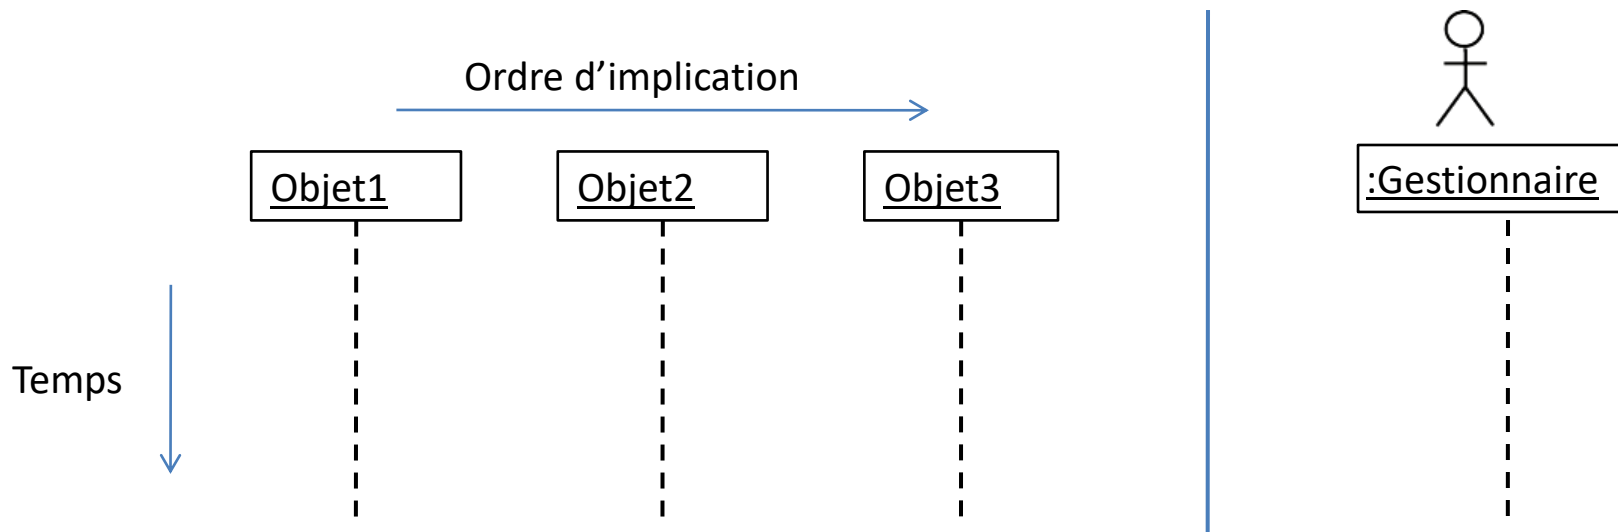 Ordre d’implication
Objet1
Objet2
Objet3
:Gestionnaire
Temps